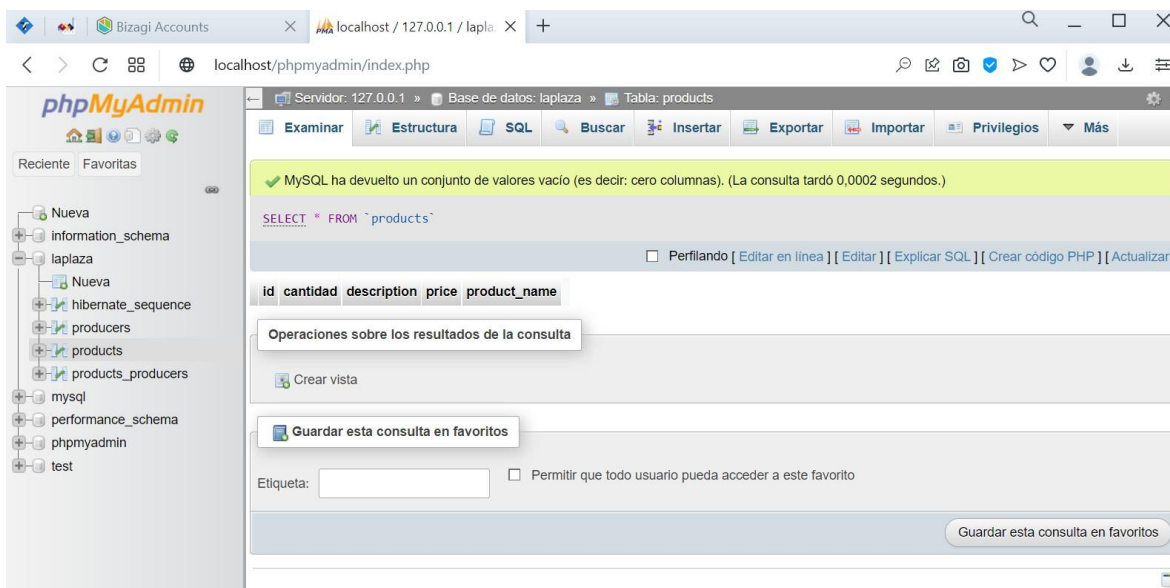 Bizagi Accounts
localhost / 127.0.0.1 / lapla
localhost/phpmyadmin/index.php
phpMyAdmin
Reciente Favoritas
Nueva
information_schema
laplaza
Nueva
hibernate_sequence
producers
products
products_producers
mysql
performance_schema
phpmyadmin
test
Servidor: 127.0.0.1 » Base de datos: laplaza » Tabla: products
Examinar Estructura SQL Buscar Insertar Exportar Importar Privilegios Más
MySQL ha devuelto un conjunto de valores vacío (es decir: cero columnas). (La consulta tardó 0,0002 segundos.)
SELECT * FROM `products`
Perfilando [ Editar en línea ] [ Editar ] [ Explicar SQL ] [ Crear código PHP ] [ Actualizar
id cantidad description price product_name
Operaciones sobre los resultados de la consulta
Crear vista
Guardar esta consulta en favoritos
Etiqueta: Permitir que todo usuario pueda acceder a este favorito
Guardar esta consulta en favoritos